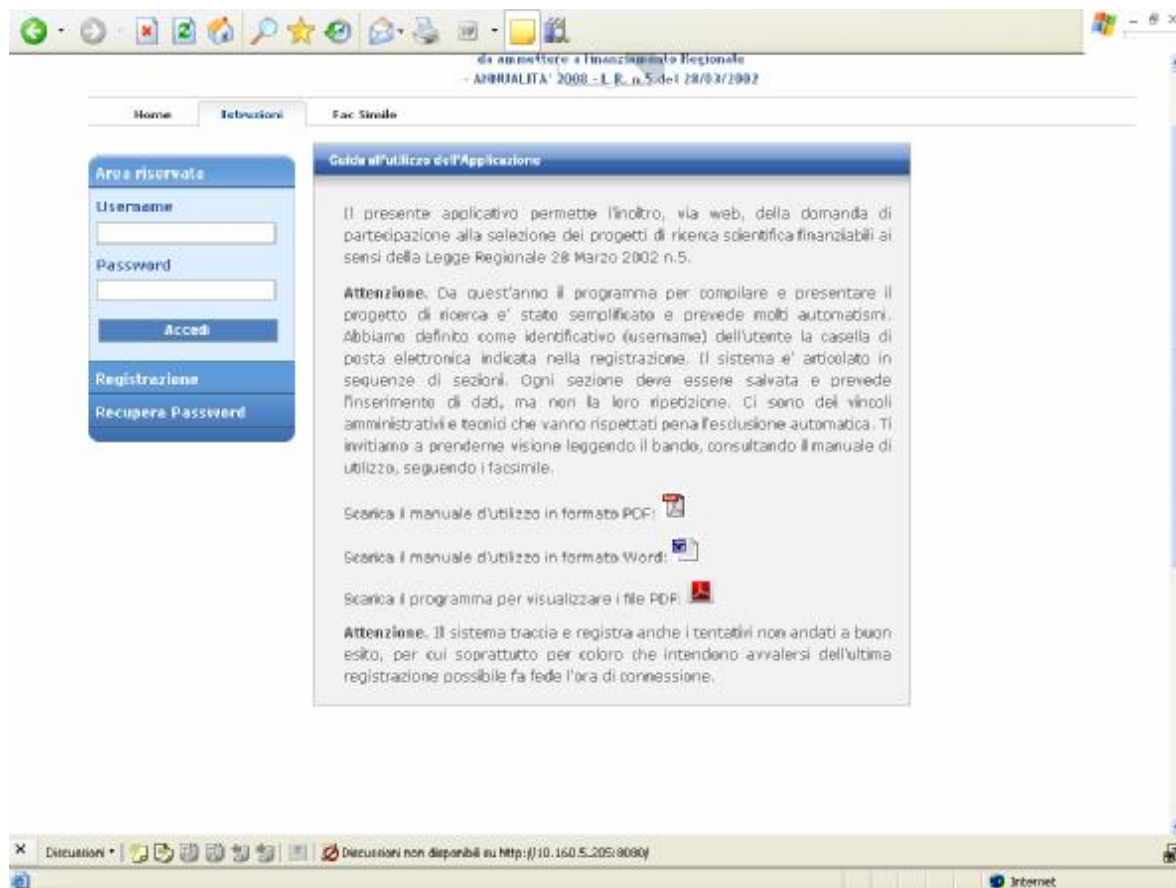 da ammettere a finanziamento Regionale
- ANNUALITA' 2008 - L.R. n.5 del 28/03/2002
Home Istruzioni Fac Simile
Area riservata
Username
Password
Accedi
Registrazione
Recupera Password
Guida all'utilizzo dell'Applicazione
Il presente applicativo permette l'inoltro, via web, della domanda di
partecipazione alla selezione dei progetti di ricerca scientifica finanziabili ai
sensi della Legge Regionale 28 Marzo 2002 n.5.
Attenzione. Da quest'anno il programma per compilare e presentare il
progetto di ricerca e' stato semplificato e prevede molti automatismi.
Abbiamo definito come identificativo (username) dell'utente la casella di
posta elettronica indicata nella registrazione. Il sistema e' articolato in
sequenze di sezioni. Ogni sezione deve essere salvata e prevede
l'inserimento di dati, ma non la loro ripetizione. Ci sono dei vincoli
amministrativi e tecnici che vanno rispettati pena l'esclusione automatica. Ti
invitiamo a prenderne visione leggendo il bando, consultando il manuale di
utilizzo, seguendo i facsimile.
Scarica il manuale d'utilizzo in formato PDF:
Scarica il manuale d'utilizzo in formato Word:
Scarica il programma per visualizzare i file PDF:
Attenzione. Il sistema traccia e registra anche i tentativi non andati a buon
esito, per cui soprattutto per coloro che intendono avvalersi dell'ultima
registrazione possibile fa fede l'ora di connessione.
Discussioni Discussioni non disponibili su http://10.160.5.205:8080/
Internet